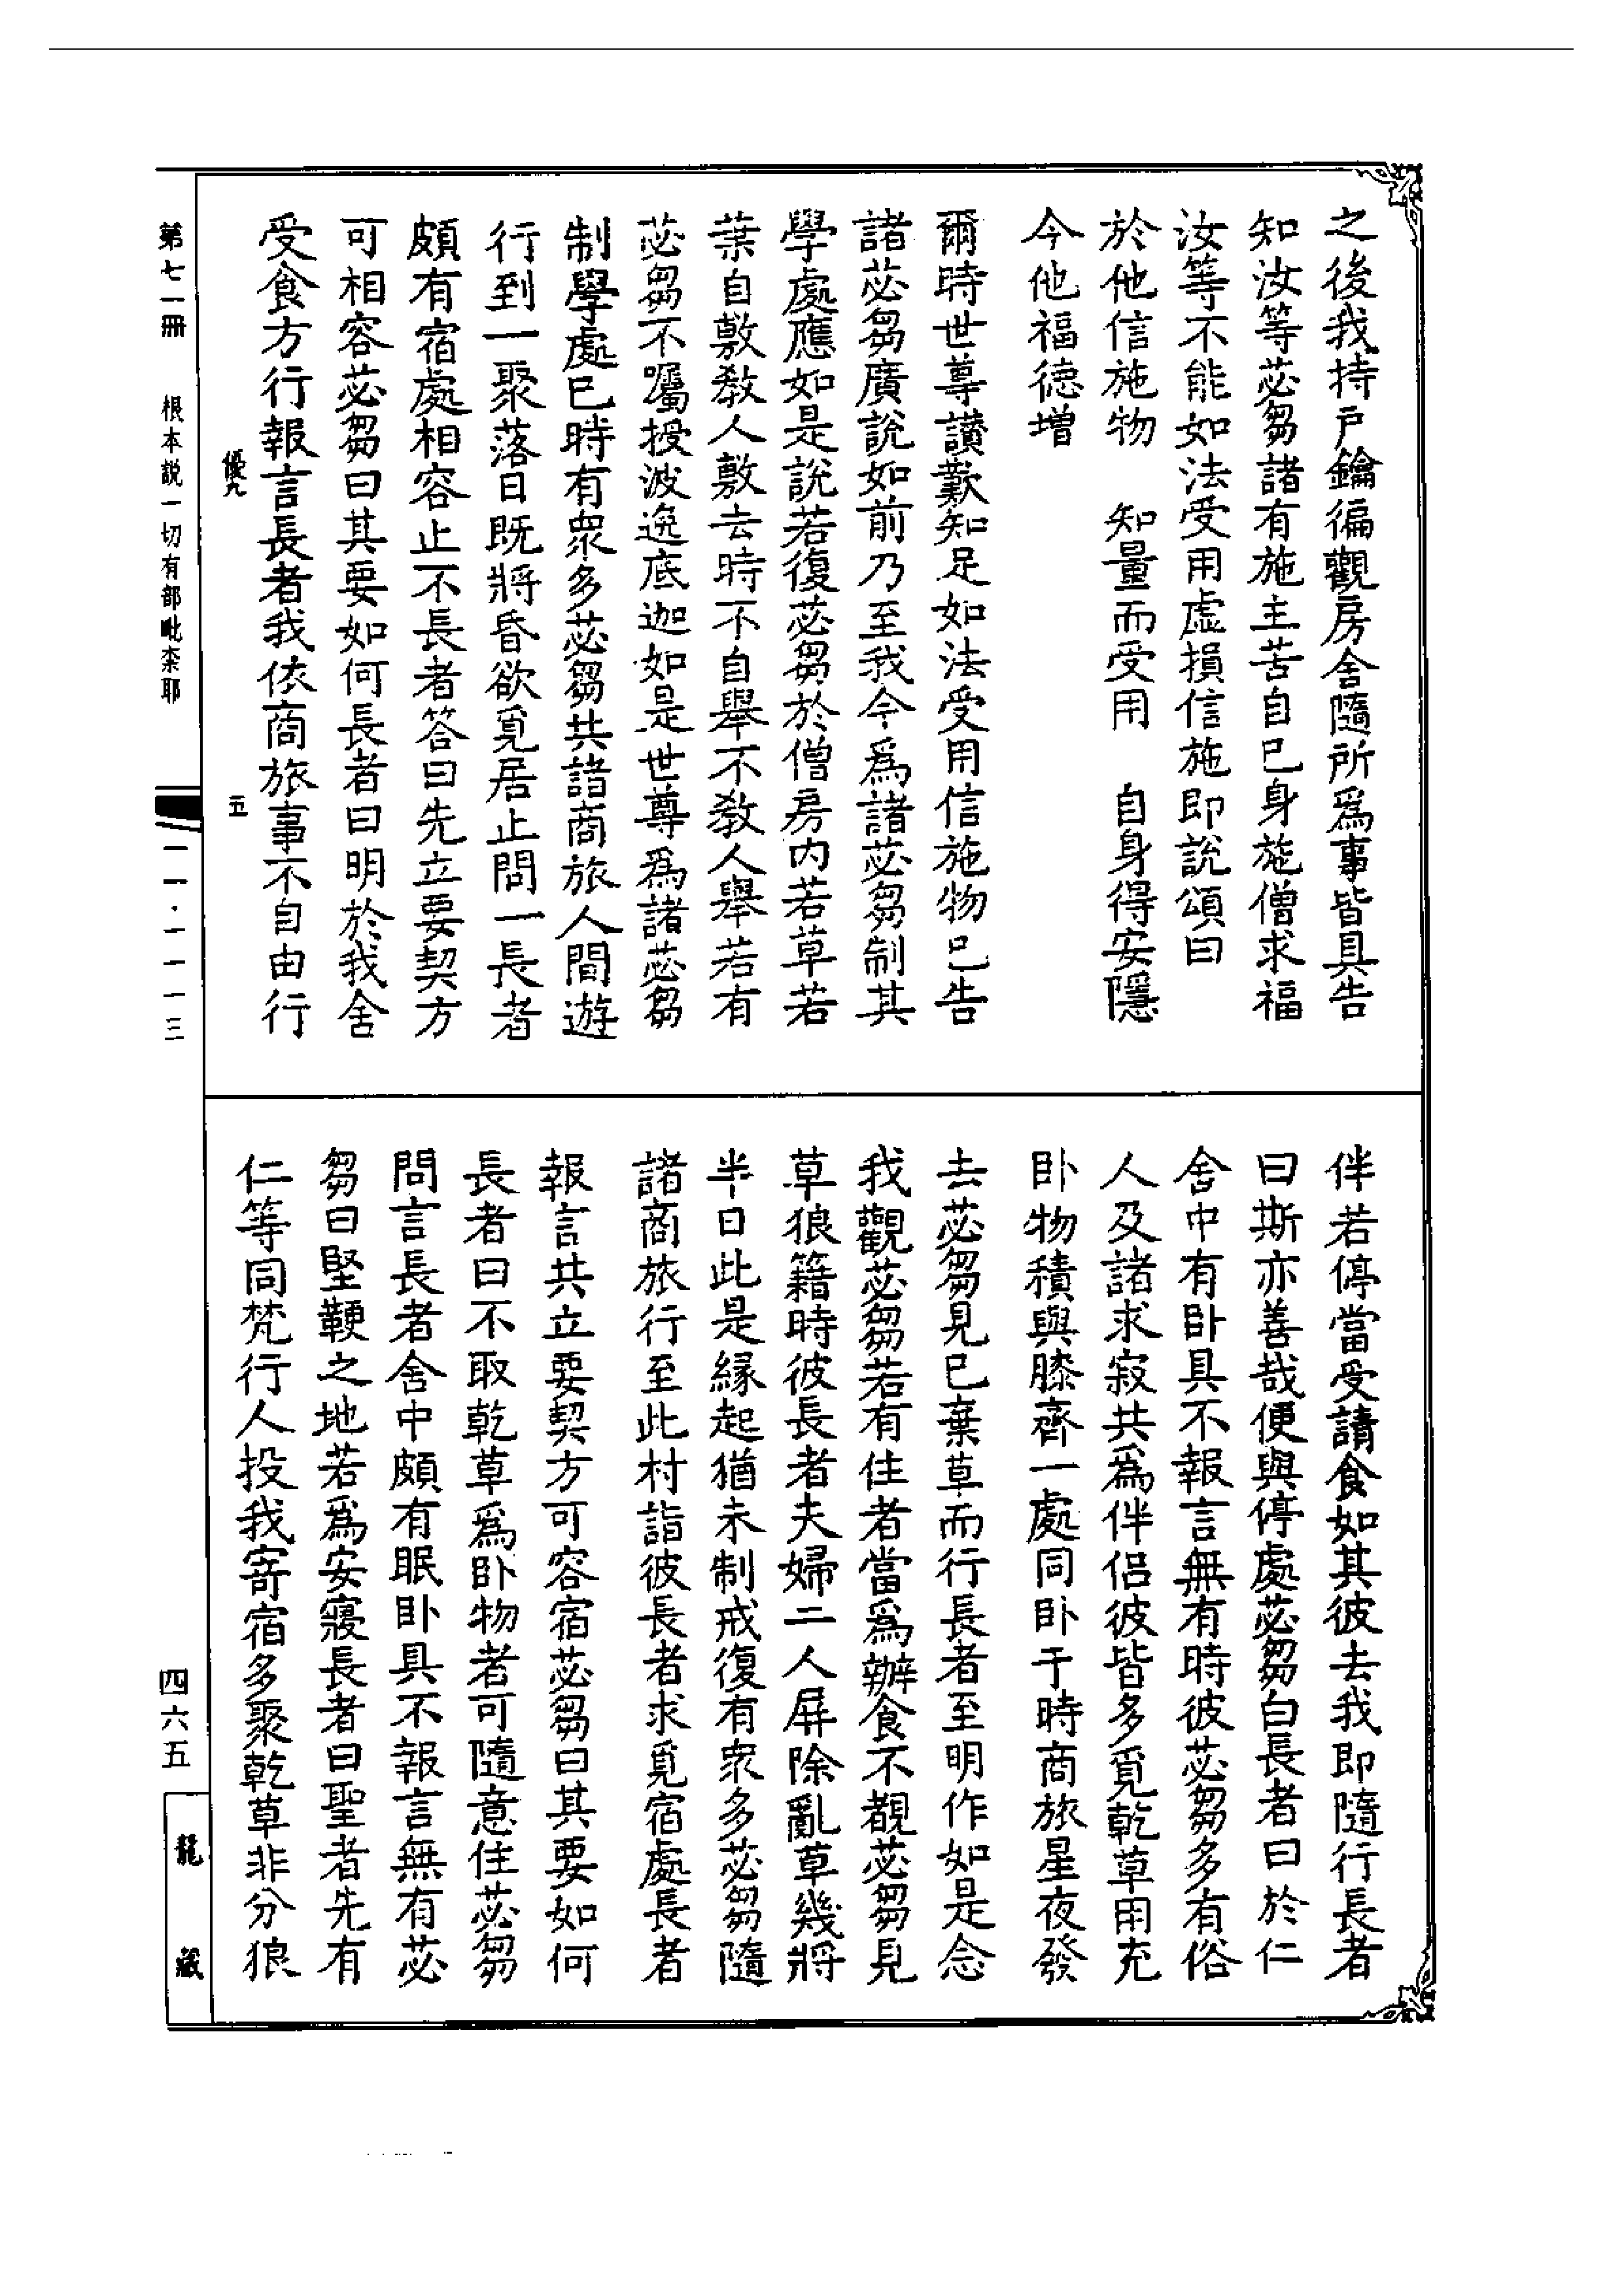 之後我持戶鑰徧觀房舍隨所爲事皆具告
知汝等苾芻諸有施主苦自己身施僧求福
汝等不能如法受用虛損信施即說頌曰
於他信施物　知量而受用　自身得安隱
今他福德增
爾時世尊讃歎知足如法受用信施物已告
諸苾芻廣說如前乃至我今爲諸苾芻制其
學處應如是說若復苾芻於僧房內若草若
葉自敷教人敷去時不自舉不教人舉若有
苾芻不囑授波逸底迦如是世尊爲諸苾芻
制學處已時有衆多苾芻共諸商旅人間遊
行到一聚落日既將昏欲覓居止問一長者
頗有宿處相容止不長者答曰先立要契方
可相容苾芻曰其要如何長者曰明於我舍
受食方行報言長者我依商旅事不自由行
優九
五
伴若停當受請食如其彼去我即隨行長者
曰斯亦善哉便與停處苾芻白長者曰於仁
舍中有卧具不報言無有時彼苾芻多有俗
人及諸求寂共爲伴侶彼皆多覓乾草用充
卧物積與膝齊一處同卧于時商旅星夜發
去苾芻見已棄草而行長者至明作如是念
我觀苾芻若有住者當爲辦食不覩苾芻見
草狼籍時彼長者夫婦二人屏除亂草幾將
半日此是緣起猶未制戒復有衆多苾芻隨
諸商旅行至此村詣彼長者求覓宿處長者
報言共立要契方可容宿苾芻曰其要如何
長者曰不取乾草爲卧物者可隨意住苾芻
問言長者舍中頗有眠卧具不報言無有苾
芻曰堅鞕之地若爲安寢長者曰聖者先有
仁等同梵行人投我寄宿多聚乾草非分狼
第七一冊　根本説一切有部毗柰耶
一一·一一一三
四六五
龍藏